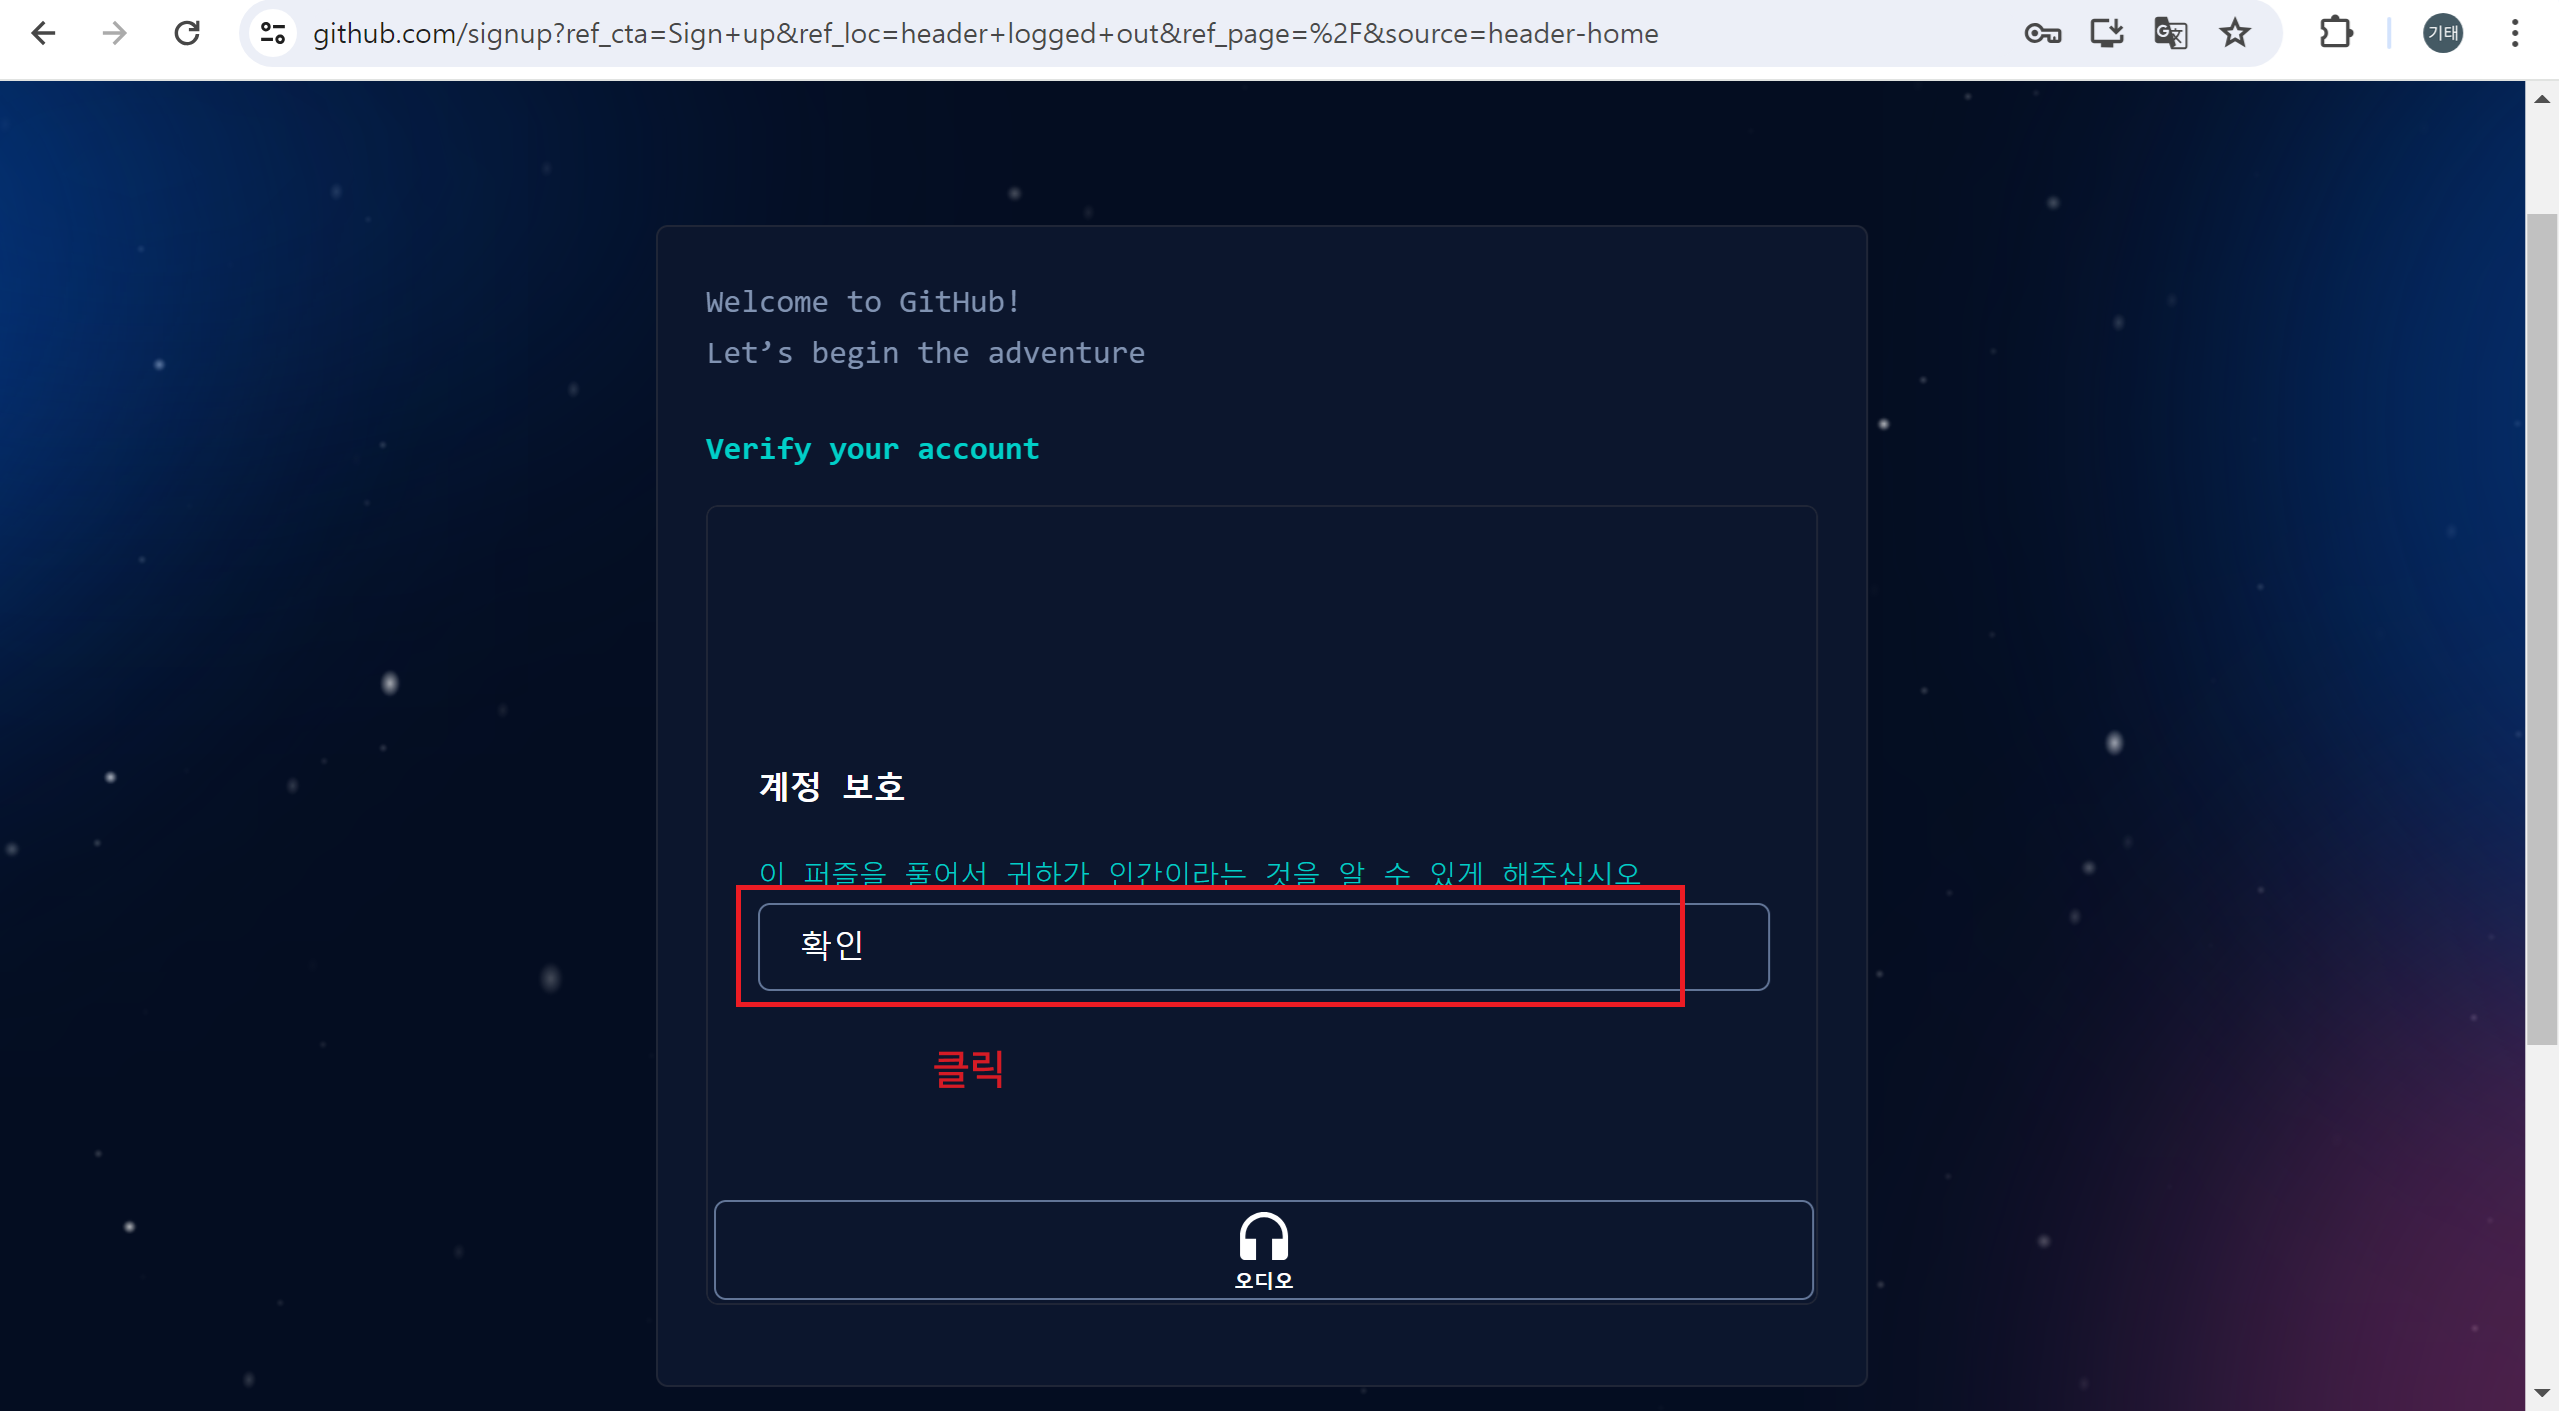 github.com/signup?ref_cta=Sign+up&ref_loc=header+logged+out&ref_page=%2F&source=header-home
기태
Welcome to GitHub!
Let’s begin the adventure
Verify your account
계정 보호
이 퍼즐을 풀어서 귀하가 인간이라는 것을 알 수 있게 해주십시오
확인
클릭
오디오